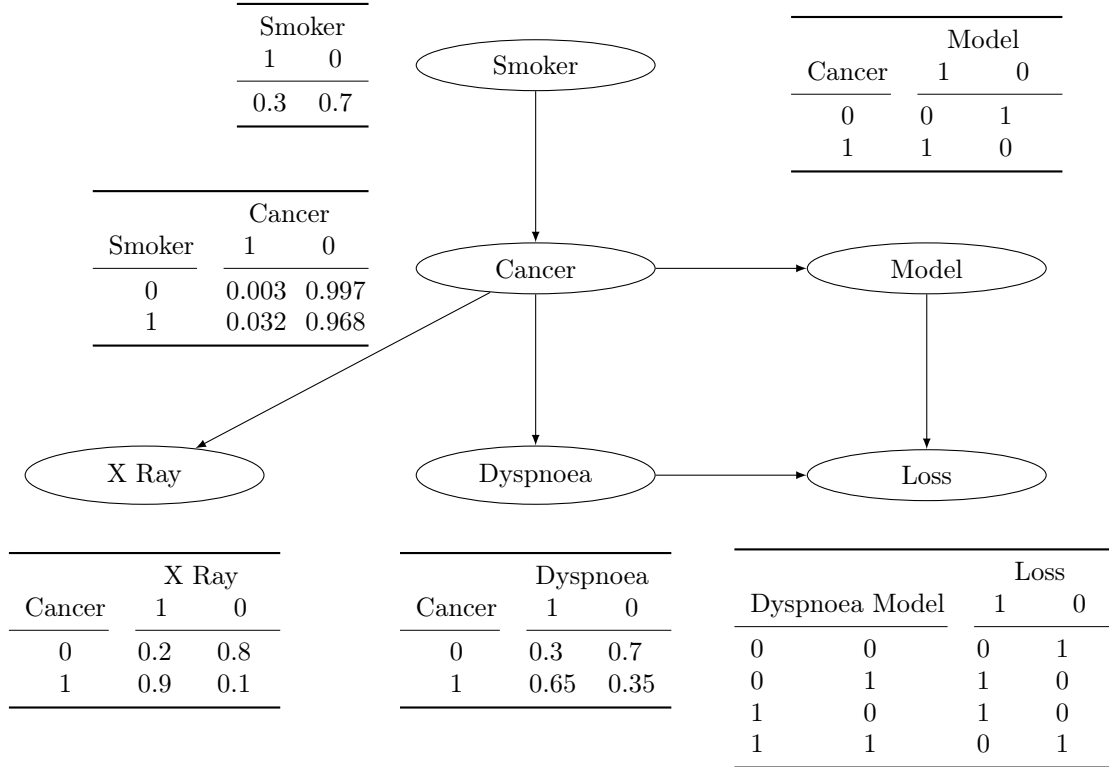 Smoker
1 0
0.3 0.7
Smoker
Model
Cancer 1 0
0 0 1
1 1 0
Cancer
Smoker 1 0
0 0.003 0.997
1 0.032 0.968
Cancer
Model
X Ray
Dyspnoea
Loss
X Ray
Cancer 1 0
0 0.2 0.8
1 0.9 0.1
Dyspnoea
Cancer 1 0
0 0.3 0.7
1 0.65 0.35
Loss
Dyspnoea Model 1 0
0 0 0 1
0 1 1 0
1 0 1 0
1 1 0 1